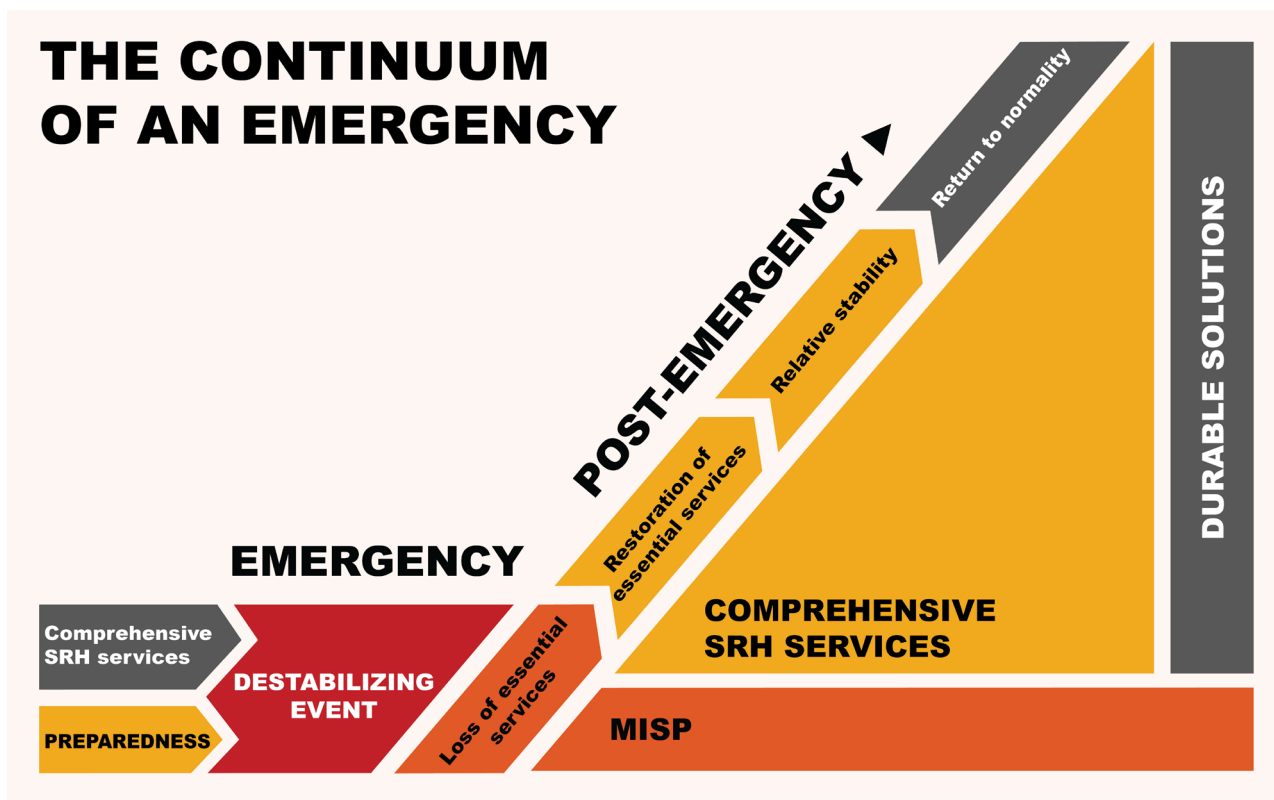 THE CONTINUUM
OF AN EMERGENCY
EMERGENCY
POST-EMERGENCY
Comprehensive
SRH services
PREPAREDNESS
DESTABILIZING
EVENT
Loss of essential
services
Restoration of
essential services
Relative stability
Return to normality
COMPREHENSIVE
SRH SERVICES
MISP
DURABLE SOLUTIONS